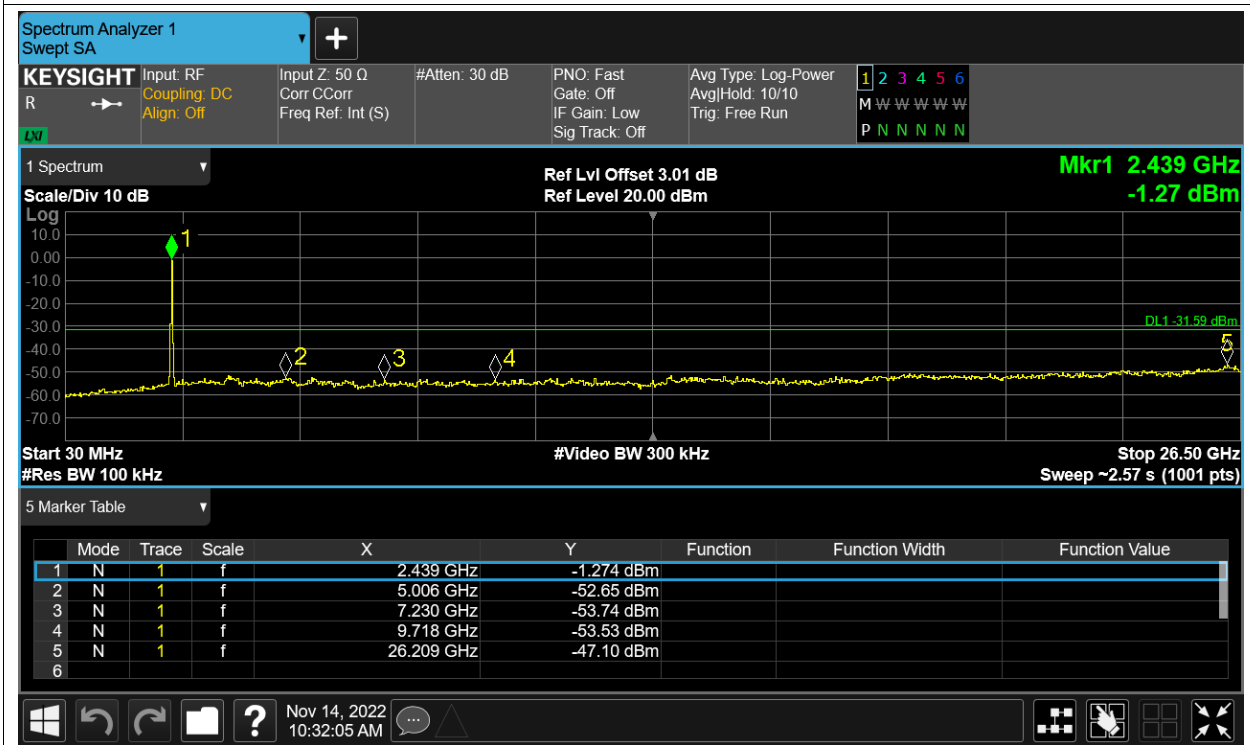 Spectrum Analyzer 1
Swept SA
KEYSIGHT Input: RF Input Z: 50 Ω #Atten: 30 dB PNO: Fast Avg Type: Log-Power 1 2 3 4 5 6
R Coupling: DC Corr CCorr Gate: Off Avg|Hold: 10/10 M W W W W W
Align: Off Freq Ref: Int (S) IF Gain: Low Trig: Free Run
LXI Sig Track: Off P N N N N N
1 Spectrum Ref Lvl Offset 3.01 dB Mkr1 2.439 GHz
Scale/Div 10 dB Ref Level 20.00 dBm -1.27 dBm
Log
10.0 1
0.00
-10.0
-20.0
-30.0 DL1 -31.59 dBm
-40.0 2 3 4 5
-50.0
-60.0
-70.0
Start 30 MHz #Video BW 300 kHz Stop 26.50 GHz
#Res BW 100 kHz Sweep ~2.57 s (1001 pts)
5 Marker Table
Mode Trace Scale X Y Function Function Width Function Value
1 N 1 f 2.439 GHz -1.274 dBm
2 N 1 f 5.006 GHz -52.65 dBm
3 N 1 f 7.230 GHz -53.74 dBm
4 N 1 f 9.718 GHz -53.53 dBm
5 N 1 f 26.209 GHz -47.10 dBm
6
? Nov 14, 2022
10:32:05 AM